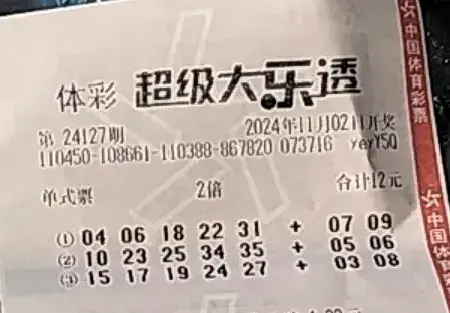 体彩 超级大乐透
第 24127期 2024年11月02日开奖
110450-108661-110388-867820 073716 yeyY5Q
单式票 2倍 合计12元
① 04 06 18 22 31 + 07 09
② 10 23 25 34 35 + 05 06
③ 15 17 19 24 27 + 03 08
中国体育彩票
中国体育